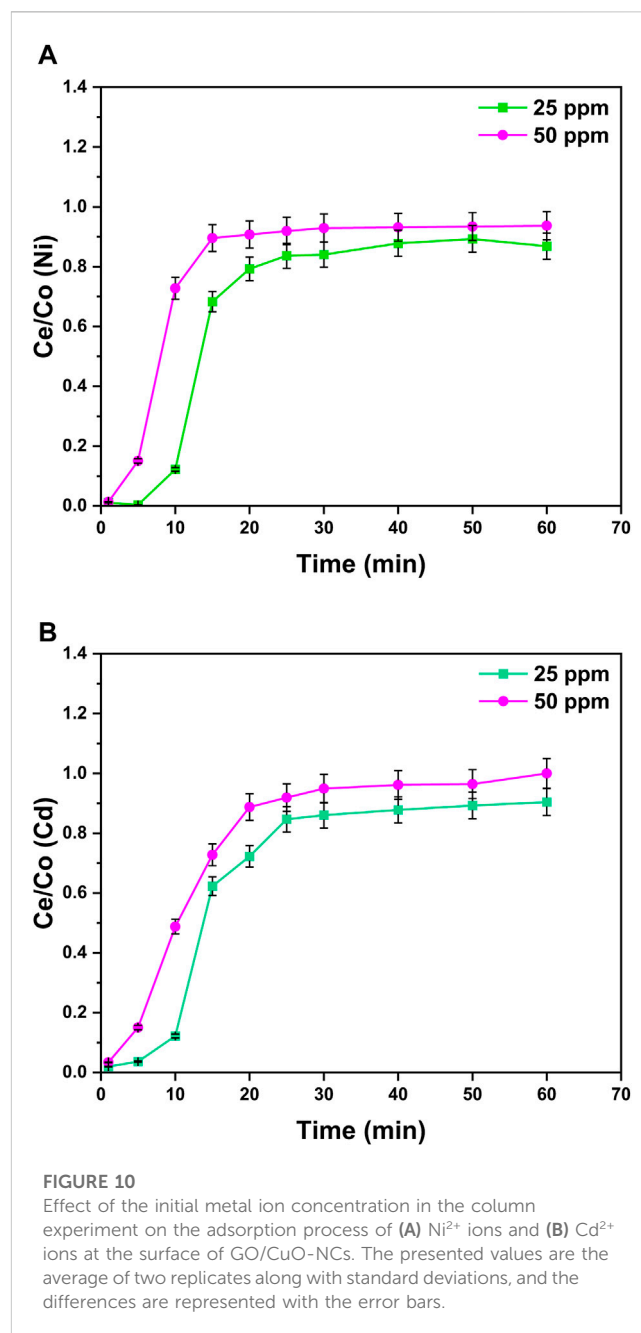 A
1.4
1.2
1.0
0.8
0.6
0.4
0.2
0.0
Ce/Co (Ni)
25 ppm
50 ppm
0 10 20 30 40 50 60 70
Time (min)
B
1.4
1.2
1.0
0.8
0.6
0.4
0.2
0.0
Ce/Co (Cd)
25 ppm
50 ppm
0 10 20 30 40 50 60 70
Time (min)
FIGURE 10
Effect of the initial metal ion concentration in the column
experiment on the adsorption process of (A) Ni²⁺ ions and (B) Cd²⁺
ions at the surface of GO/CuO-NCs. The presented values are the
average of two replicates along with standard deviations, and the
differences are represented with the error bars.